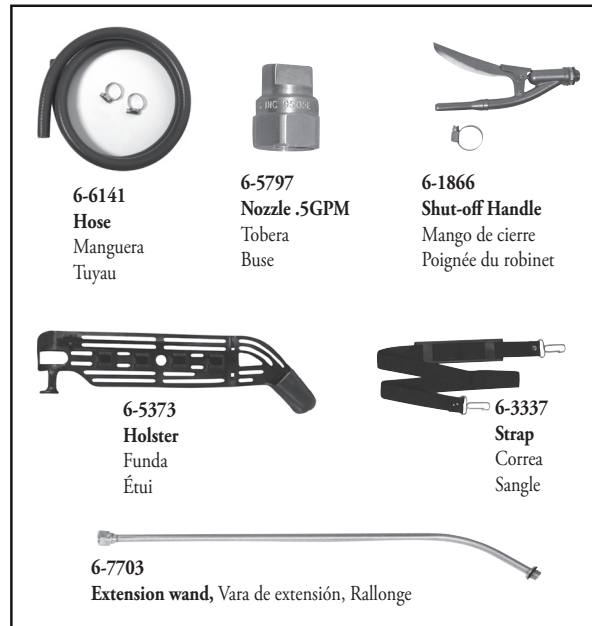 6-6141
Hose
Manguera
Tuyau
6-5797
Nozzle .5GPM
Tobera
Buse
6-1866
Shut-off Handle
Mango de cierre
Poignée du robinet
6-5373
Holster
Funda
Étui
6-3337
Strap
Correa
Sangle
6-7703
Extension wand, Vara de extensión, Rallonge